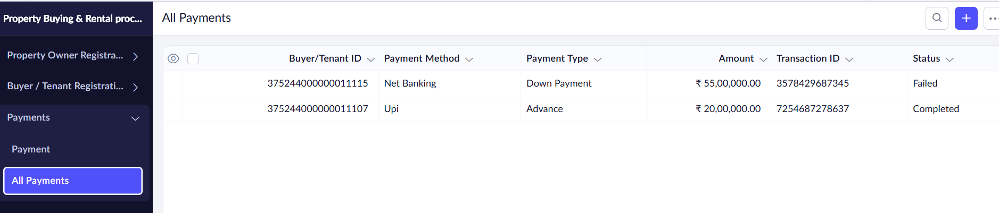 Property Buying & Rental proc...
All Payments
Property Owner Registra...
Buyer / Tenant Registrati...
Payments
Payment
All Payments
Buyer/Tenant ID Payment Method Payment Type Amount Transaction ID Status
375244000000011115 Net Banking Down Payment ₹ 55,00,000.00 3578429687345 Failed
375244000000011107 Upi Advance ₹ 20,00,000.00 7254687278637 Completed